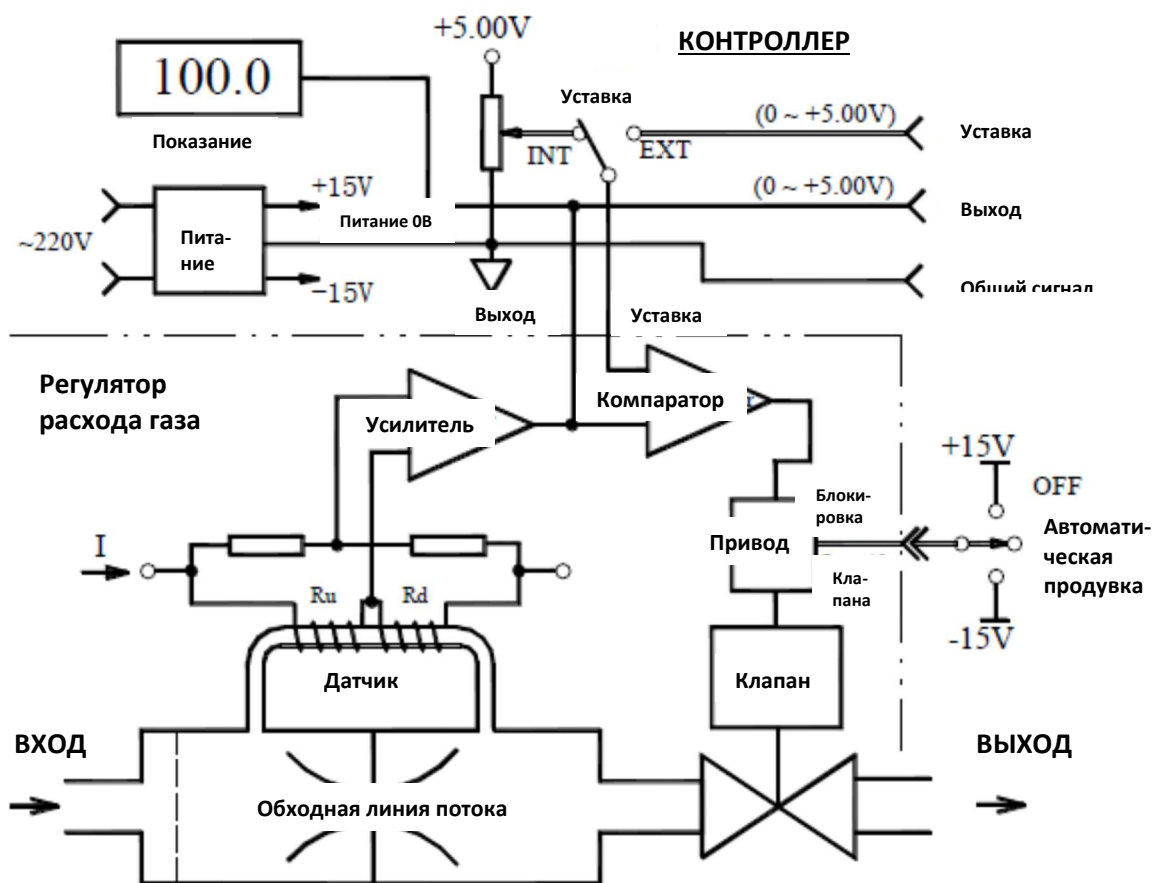 +5.00V
КОНТРОЛЛЕР
100.0
Показание
Уставка
INT
EXT
(0 ~ +5.00V)
Уставка
+15V
Питание 0В
(0 ~ +5.00V)
Выход
~220V
Пита-
ние
-15V
Общий сигнал
Выход
Уставка
Регулятор
расхода газа
Усилитель
Компаратор
+15V
OFF
Блоки-
ровка
Привод
Автомати-
ческая
продувка
I
Кла-
пана
Ru
Rd
-15V
Датчик
Клапан
ВХОД
ВЫХОД
Обходная линия потока